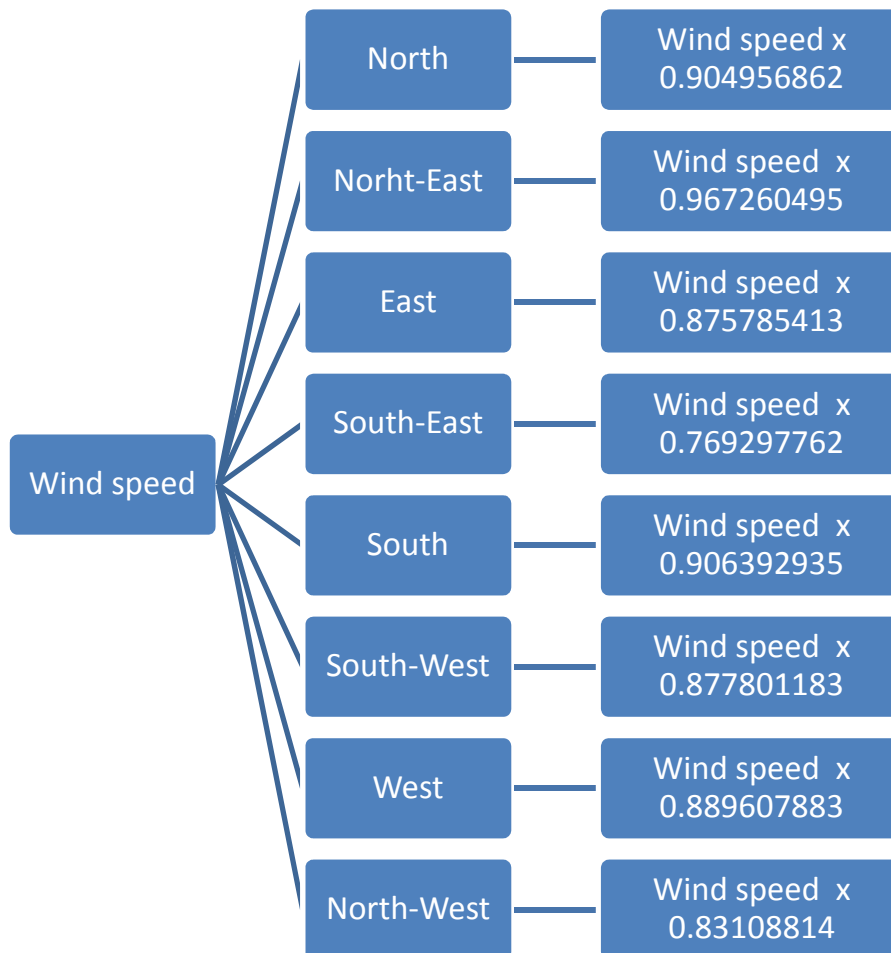 North
Wind speed x
0.904956862
Norht-East
Wind speed x
0.967260495
East
Wind speed x
0.875785413
South-East
Wind speed x
0.769297762
Wind speed
South
Wind speed x
0.906392935
South-West
Wind speed x
0.877801183
West
Wind speed x
0.889607883
North-West
Wind speed x
0.83108814